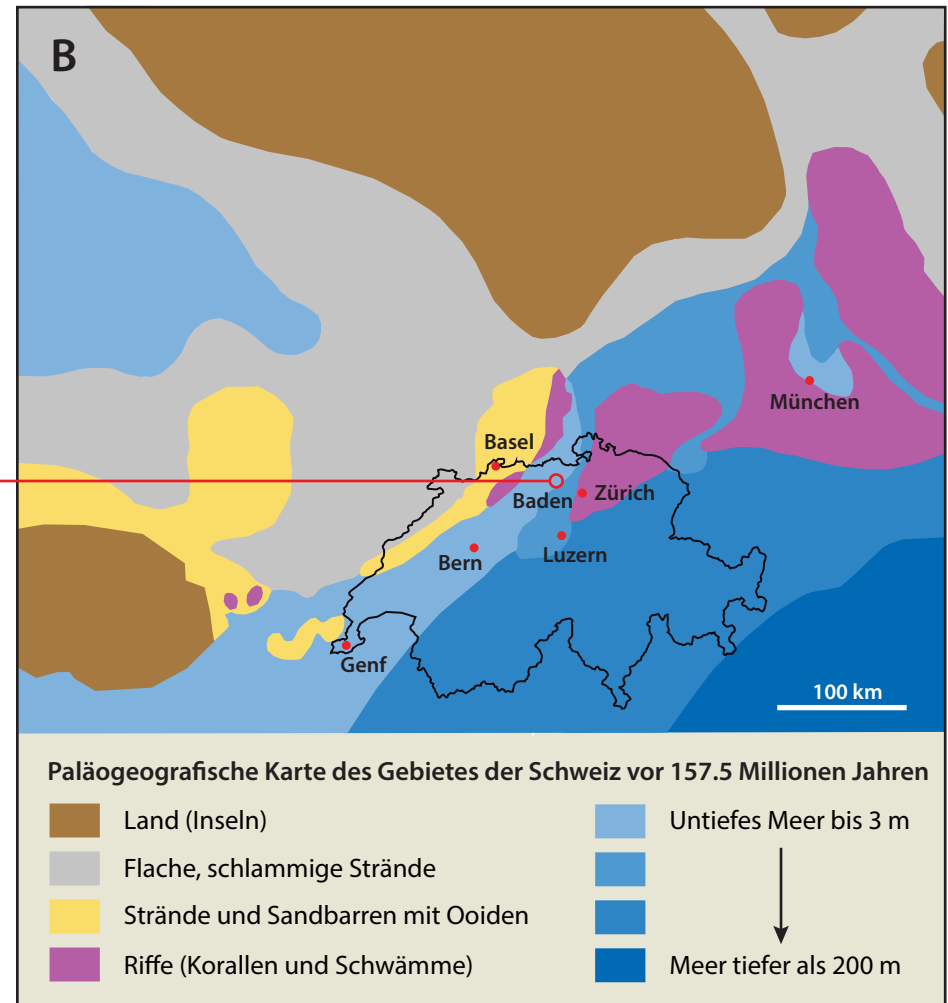 B
München
Basel
Baden
Zürich
Bern
Luzern
Genf
100 km
Paläogeografische Karte des Gebietes der Schweiz vor 157.5 Millionen Jahren
Land (Inseln)
Flache, schlammige Strände
Strände und Sandbarren mit Ooiden
Riffe (Korallen und Schwämme)
Untiefes Meer bis 3 m
Meer tiefer als 200 m